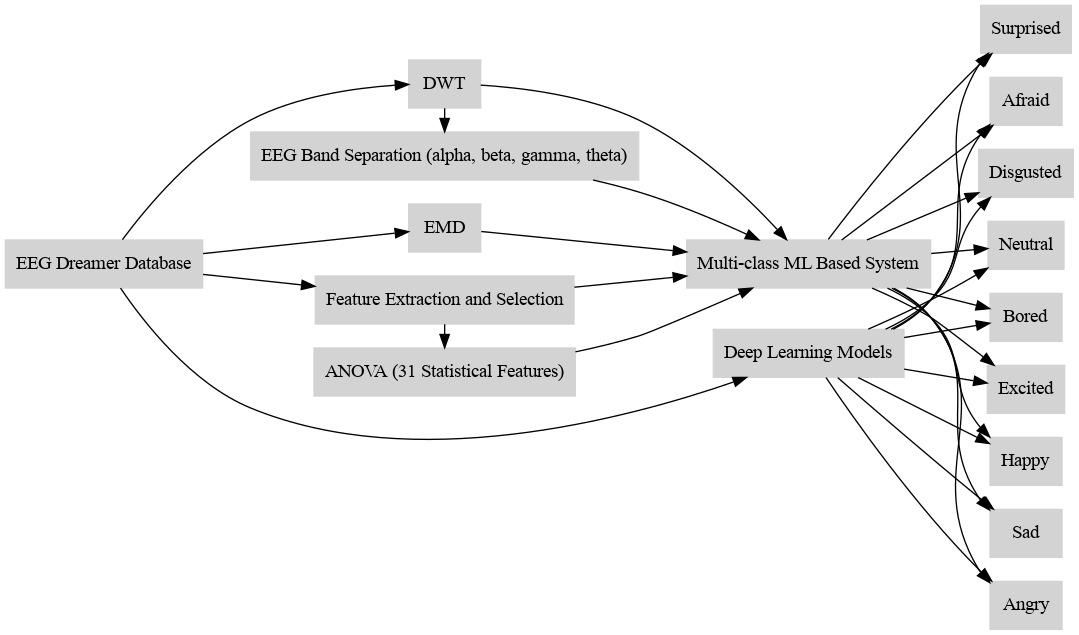 EEG Dreamer Database
DWT
EEG Band Separation (alpha, beta, gamma, theta)
EMD
Feature Extraction and Selection
ANOVA (31 Statistical Features)
Multi-class ML Based System
Deep Learning Models
Surprised
Afraid
Disgusted
Neutral
Bored
Excited
Happy
Sad
Angry